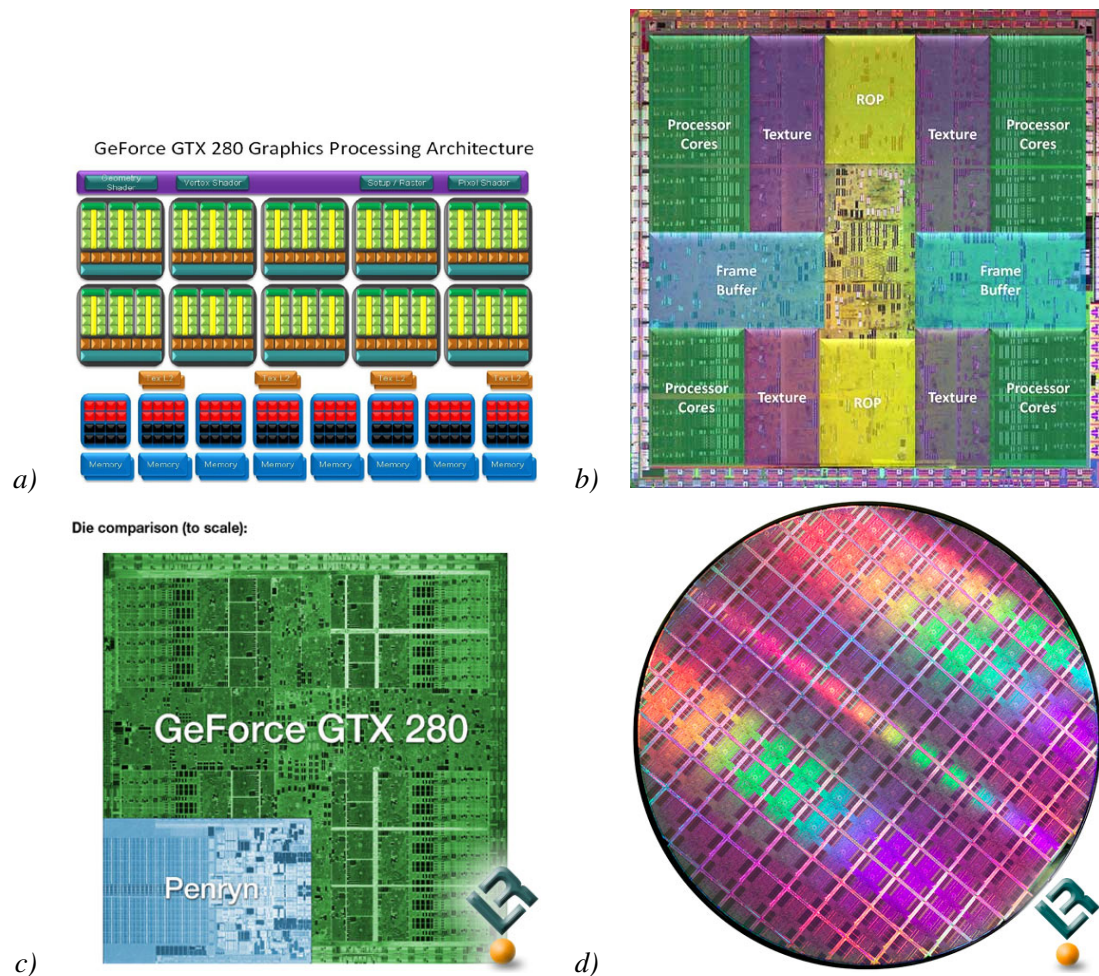 GeForce GTX 280 Graphics Processing Architecture
Geometry
Shader
Vertex Shader
Setup / Raster
Pixel Shader
Tex L2
Tex L2
Tex L2
Tex L2
Memory
Memory
Memory
Memory
Memory
Memory
Memory
Memory
a)
ROP
Processor
Cores
Texture
Texture
Processor
Cores
Frame
Buffer
Frame
Buffer
Processor
Cores
Texture
ROP
Texture
Processor
Cores
b)
Die comparison (to scale):
GeForce GTX 280
Penryn
c)
d)